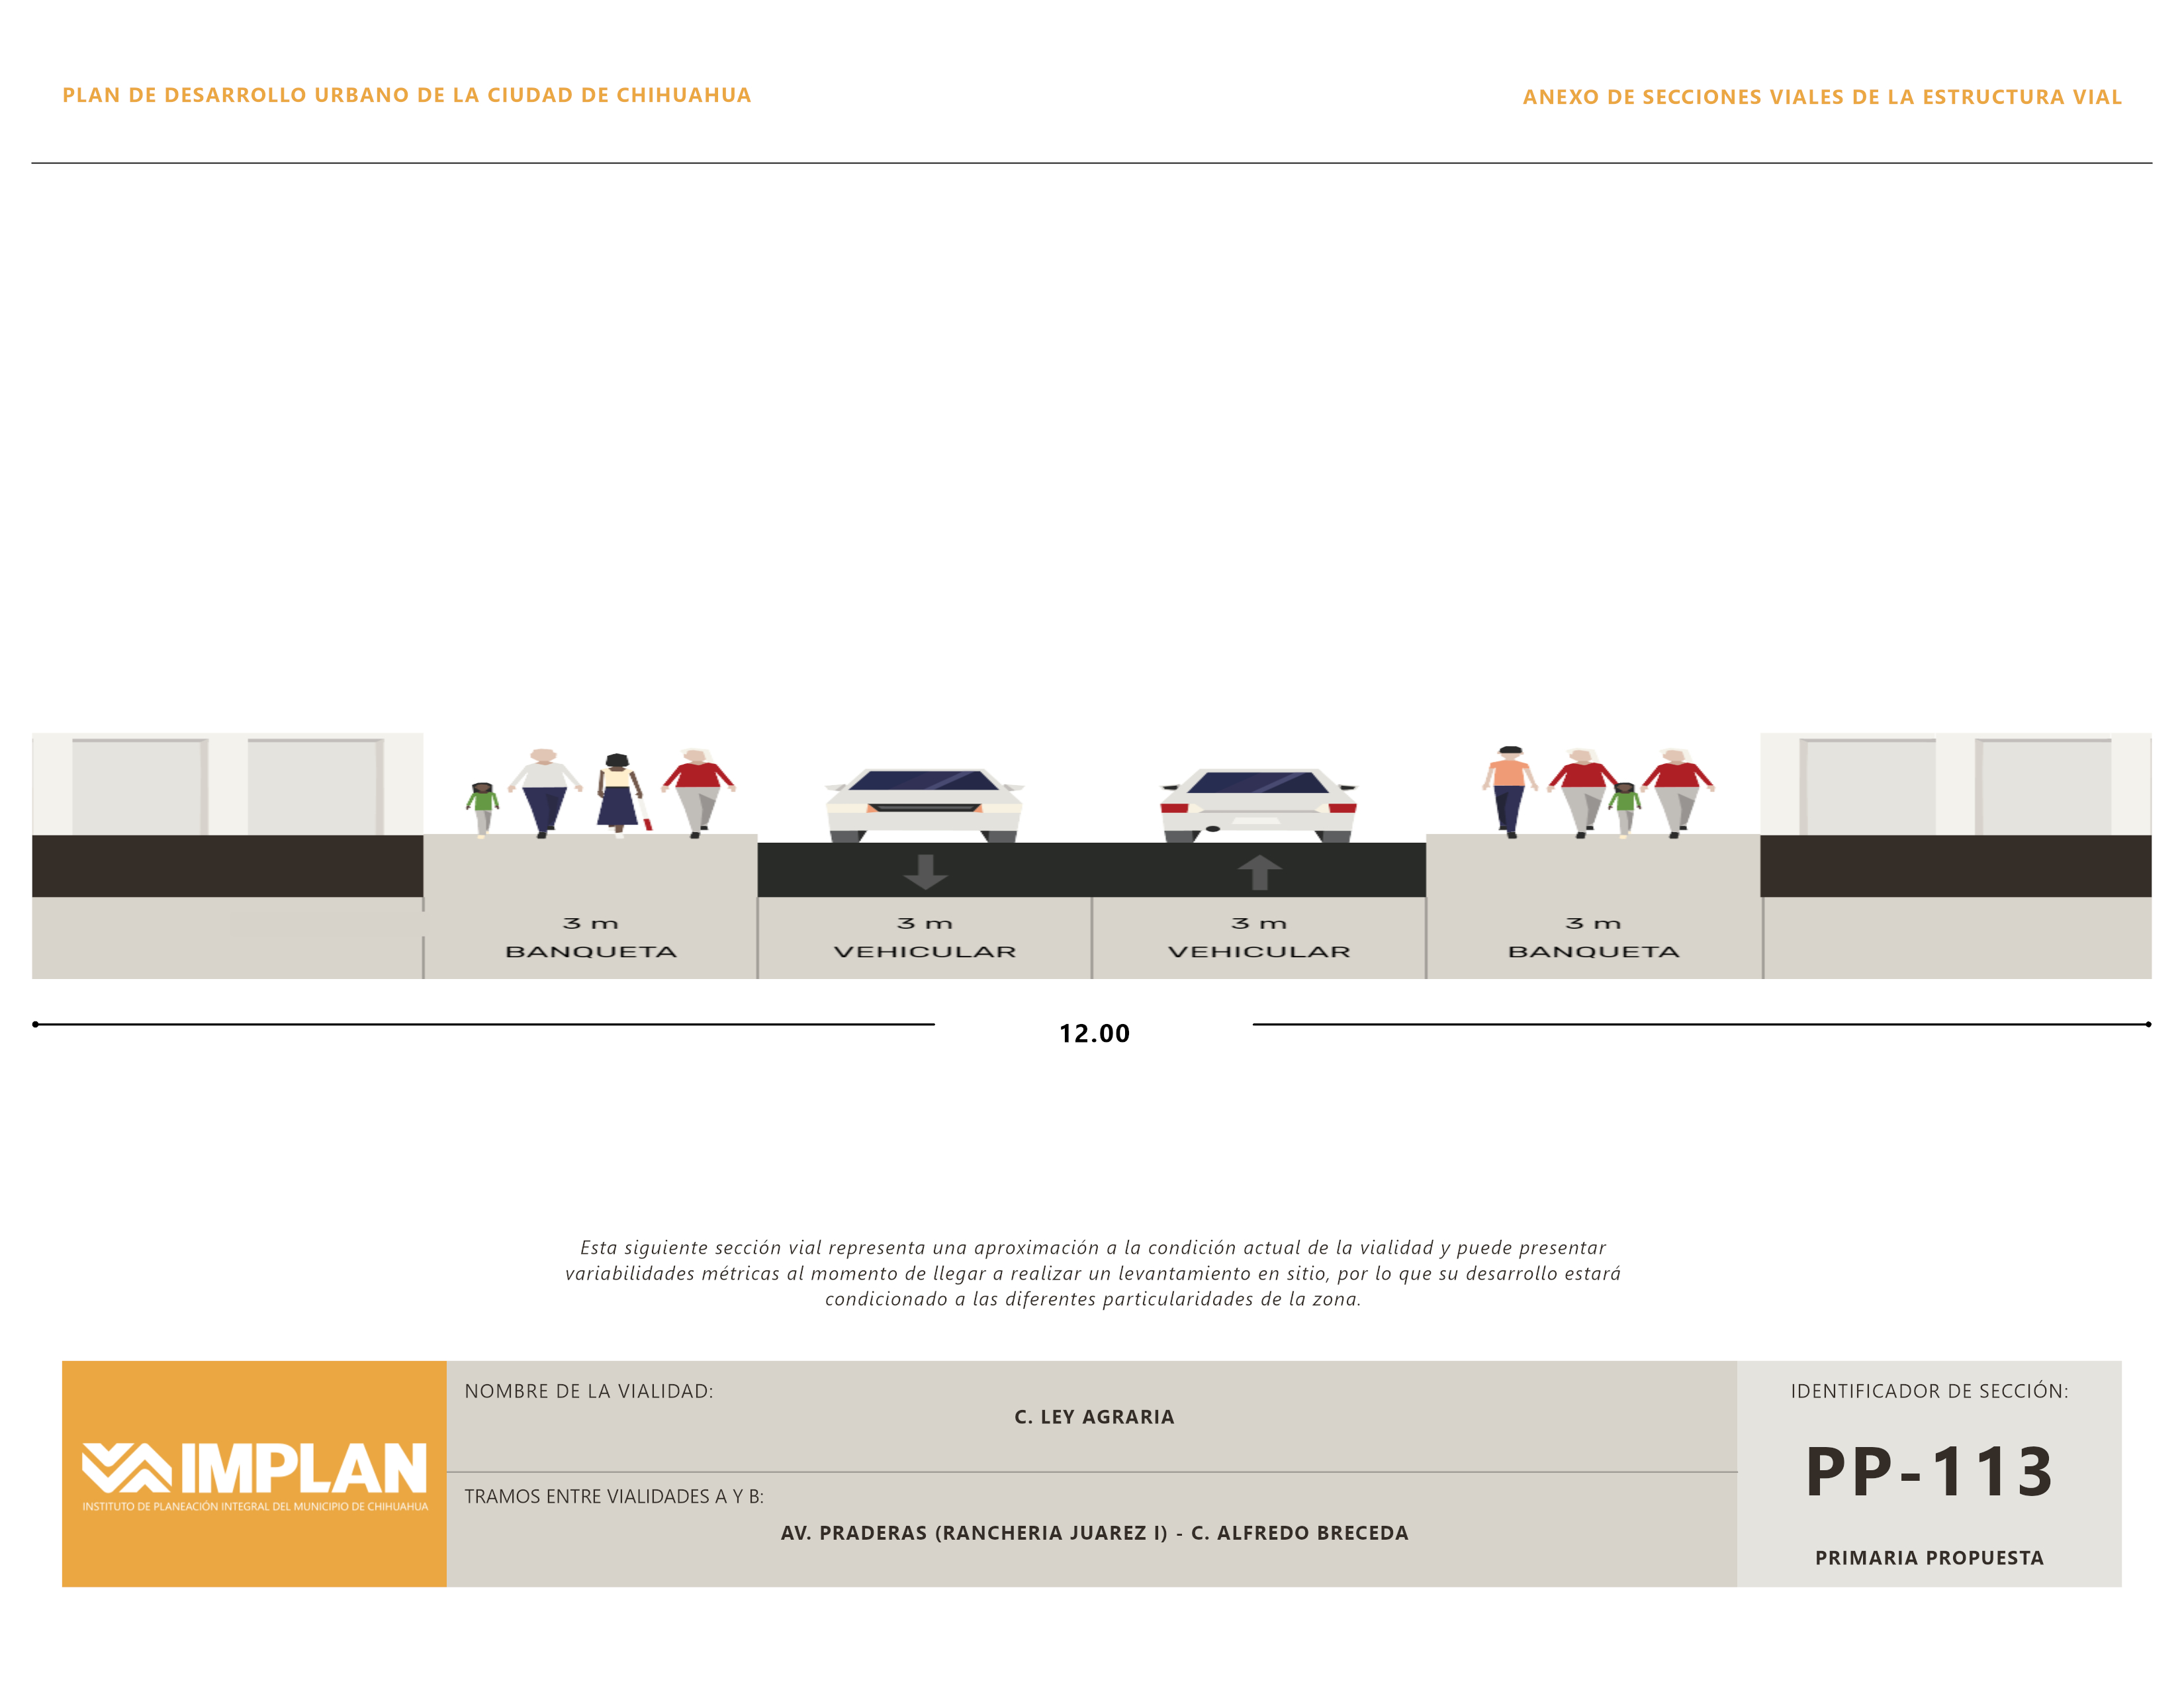 PLAN DE DESARROLLO URBANO DE LA CIUDAD DE CHIHUAHUA
ANEXO DE SECCIONES VIALES DE LA ESTRUCTURA VIAL
3 m
BANQUETA
3 m
VEHICULAR
3 m
VEHICULAR
3 m
BANQUETA
12.00
Esta siguiente sección vial representa una aproximación a la condición actual de la vialidad y puede presentar
variabilidades métricas al momento de llegar a realizar un levantamiento en sitio, por lo que su desarrollo estará
condicionado a las diferentes particularidades de la zona.
IMPLAN
INSTITUTO DE PLANEACIÓN INTEGRAL DEL MUNICIPIO DE CHIHUAHUA
NOMBRE DE LA VIALIDAD:
C. LEY AGRARIA
TRAMOS ENTRE VIALIDADES A Y B:
AV. PRADERAS (RANCHERIA JUAREZ I) - C. ALFREDO BRECEDA
IDENTIFICADOR DE SECCIÓN:
PP-113
PRIMARIA PROPUESTA